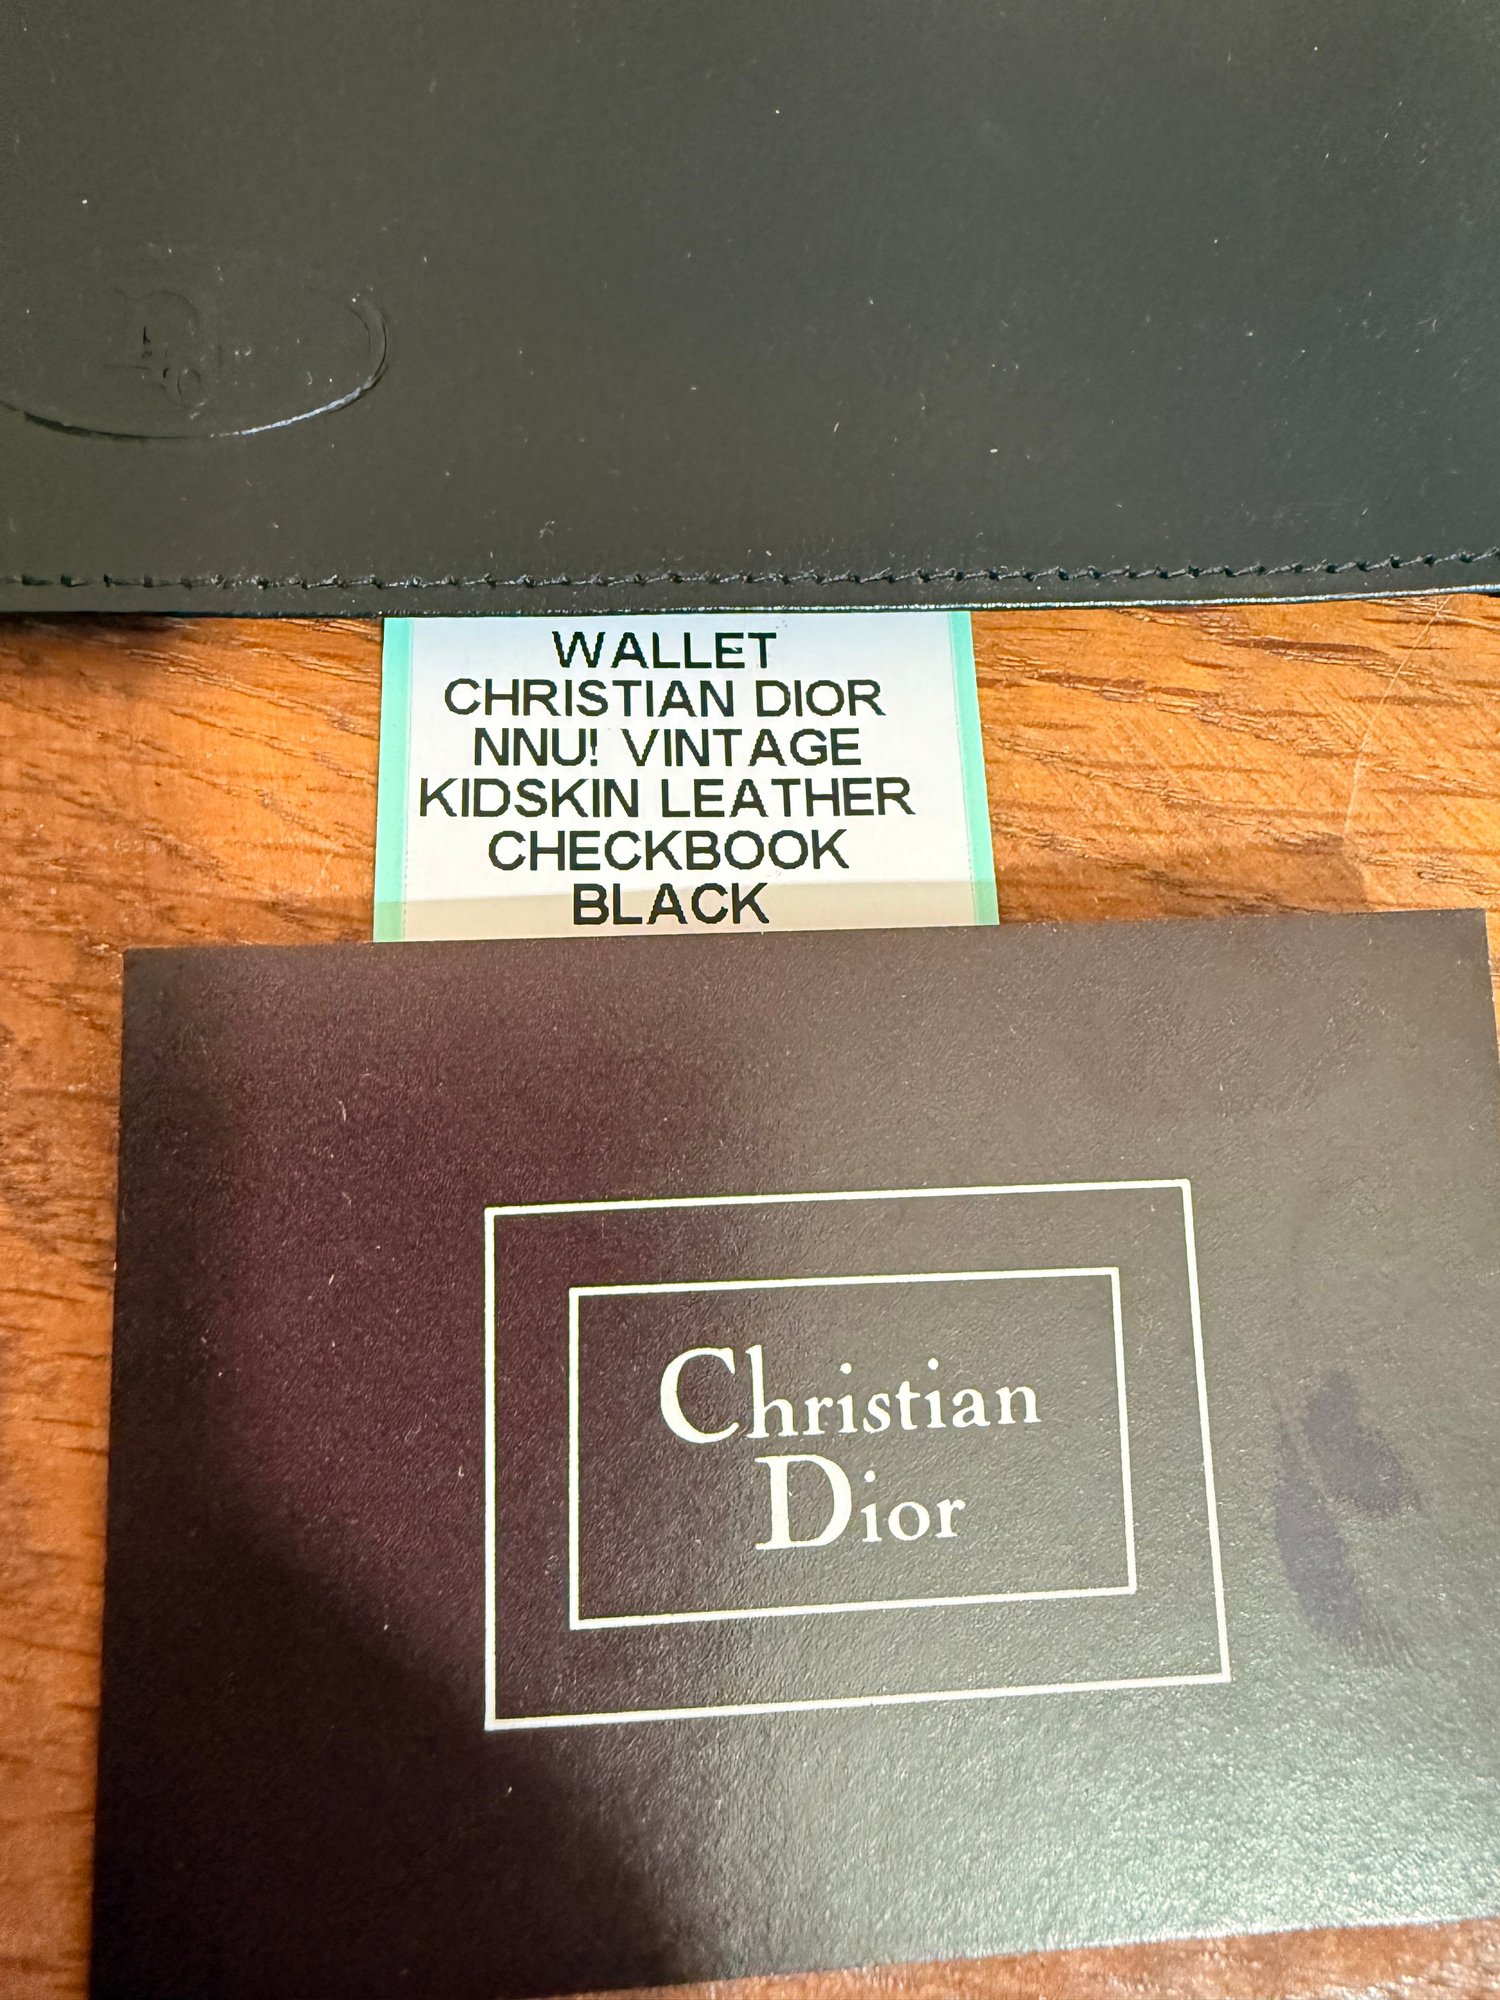 WALLET
CHRISTIAN DIOR
NNU! VINTAGE
KIDSKIN LEATHER
CHECKBOOK
BLACK
Christian
Dior